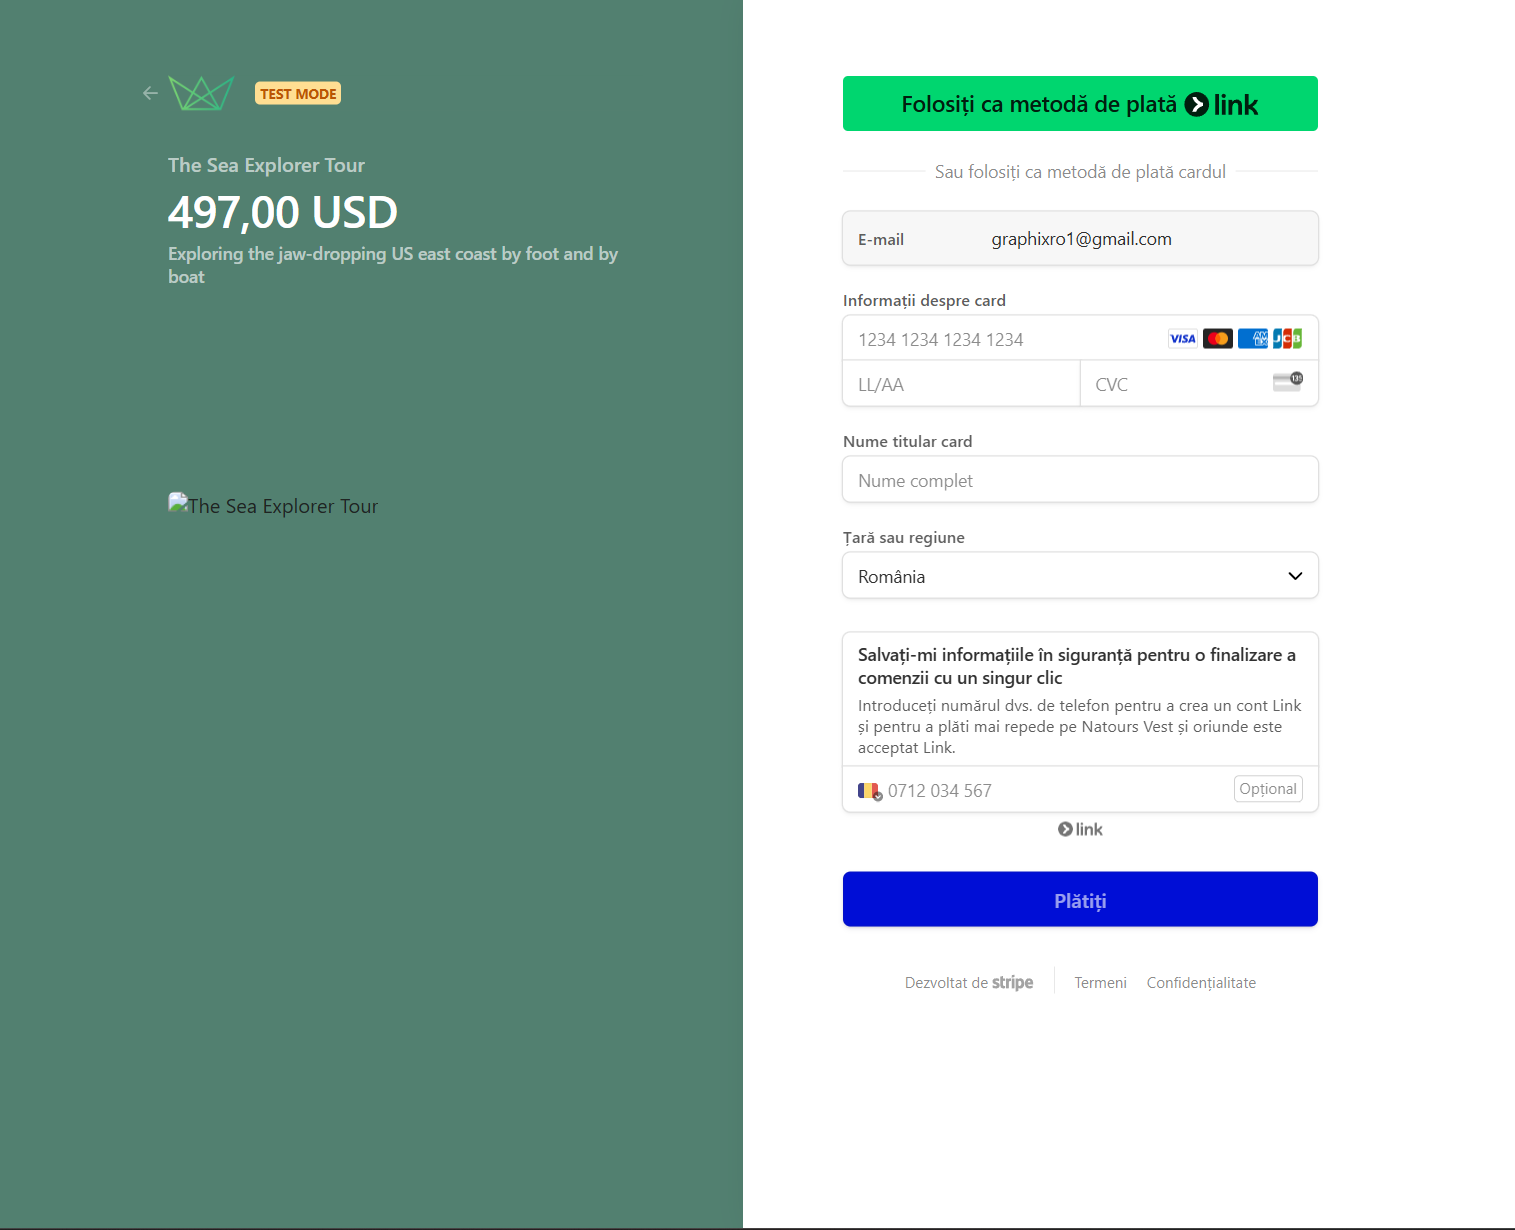 TEST MODE
The Sea Explorer Tour
497,00 USD
Exploring the jaw-dropping US east coast by foot and by
boat
The Sea Explorer Tour
Folosiți ca metodă de plată link
Sau folosiți ca metodă de plată cardul
E-mail graphixro1@gmail.com
Informații despre card
1234 1234 1234 1234 VISA AMEX JCB
LL/AA CVC 135
Nume titular card
Nume complet
Țară sau regiune
România
Salvați-mi informațiile în siguranță pentru o finalizare a
comenzii cu un singur clic
Introduceți numărul dvs. de telefon pentru a crea un cont Link
și pentru a plăti mai repede pe Natours Vest și oriunde este
acceptat Link.
0712 034 567 Opțional
link
Plătiți
Dezvoltat de stripe Termeni Confidențialitate